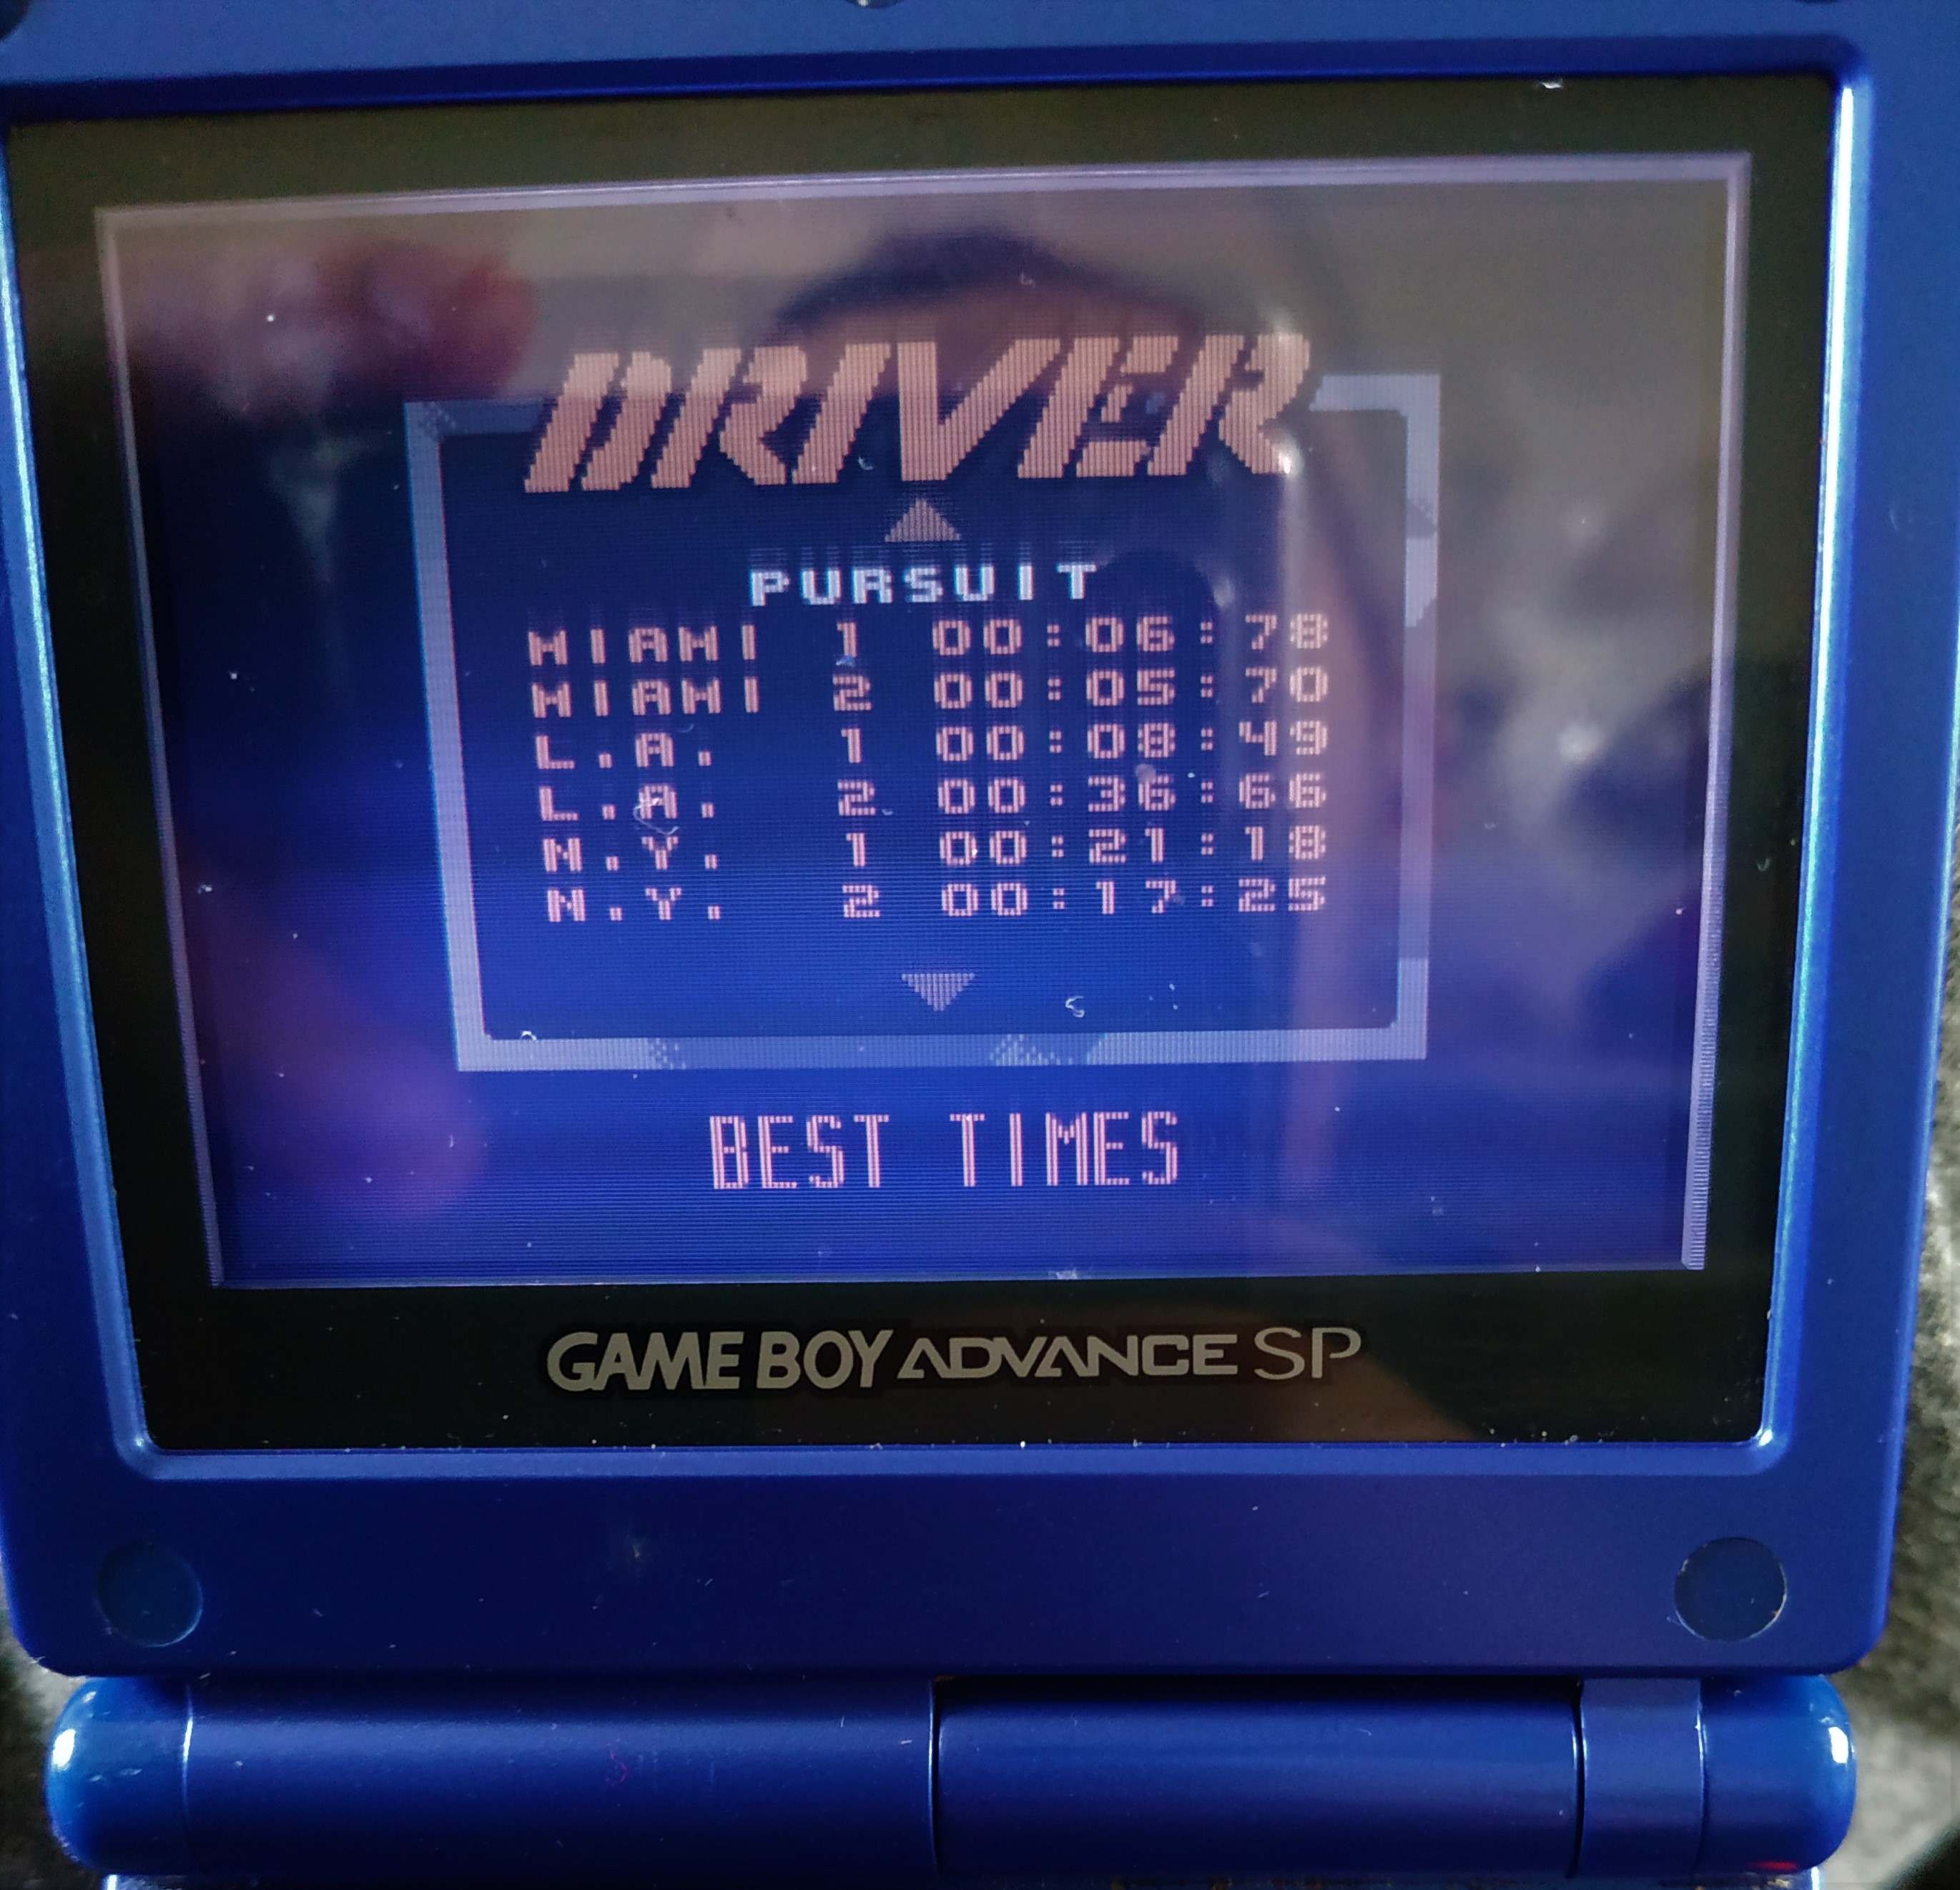 DRIVER
PURSUIT
MIAMI 1 00:06:78
MIAMI 2 00:05:70
L.A. 1 00:08:49
L.A. 2 00:36:66
N.Y. 1 00:21:18
N.Y. 2 00:17:25
BEST TIMES
GAME BOY ADVANCE SP